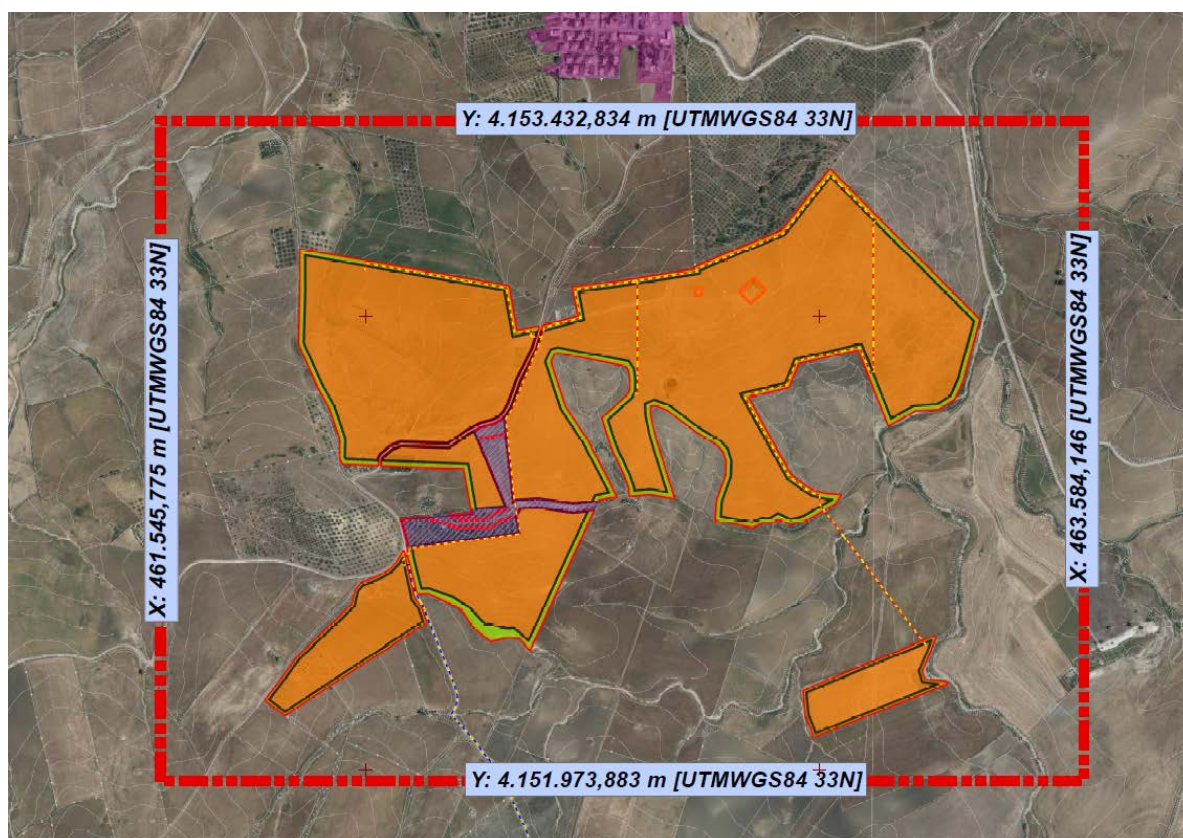 Y: 4.153.432,834 m [UTMWGS84 33N]
X: 461.545,775 m [UTMWGS84 33N]
X: 463.584,146 m [UTMWGS84 33N]
Y: 4.151.973,883 m [UTMWGS84 33N]